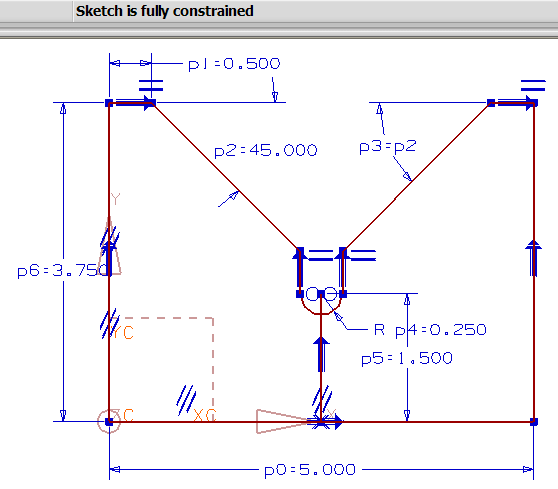 Sketch is fully constrained
p1=0.500
p2=45.000
p3=p2
Y
p6=3.750
YC
R p4=0.250
p5=1.500
ZC
XC
X
p0=5.000